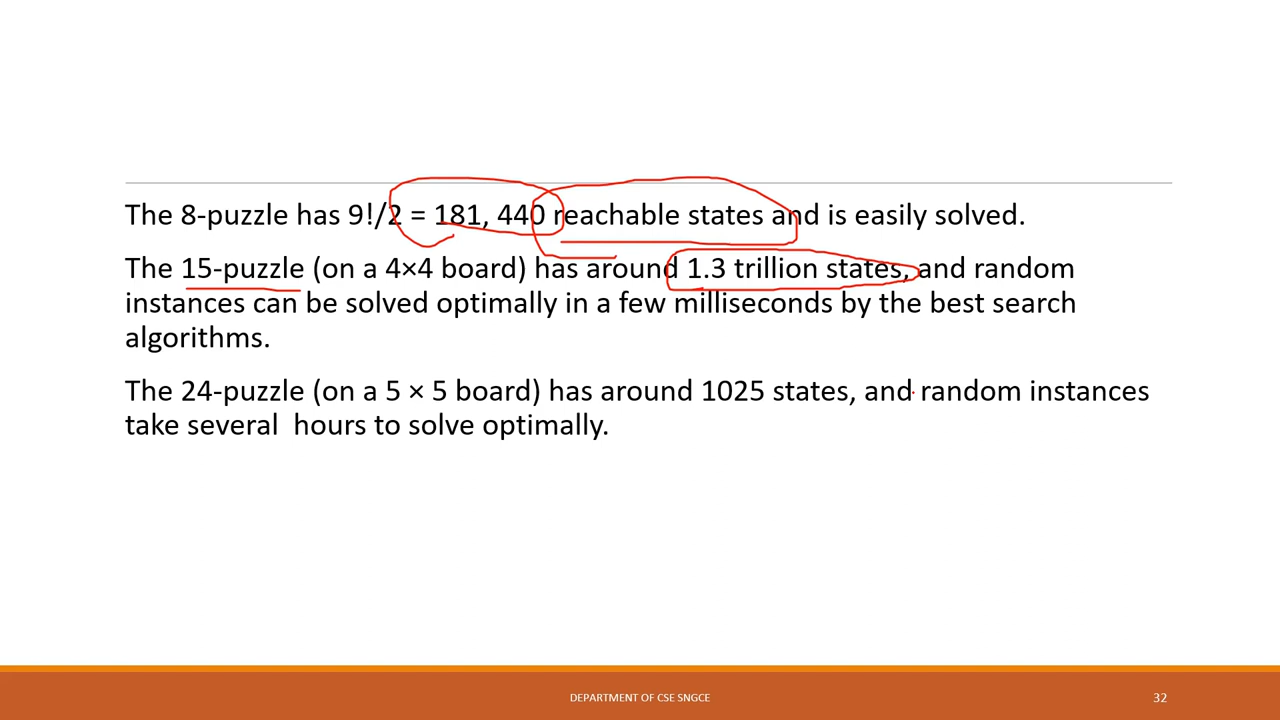 The 8-puzzle has 9!/2 = 181, 440 reachable states and is easily solved.
The 15-puzzle (on a 4×4 board) has around 1.3 trillion states, and random
instances can be solved optimally in a few milliseconds by the best search
algorithms.
The 24-puzzle (on a 5 × 5 board) has around 1025 states, and random instances
take several  hours to solve optimally.
DEPARTMENT OF CSE SNGCE
32